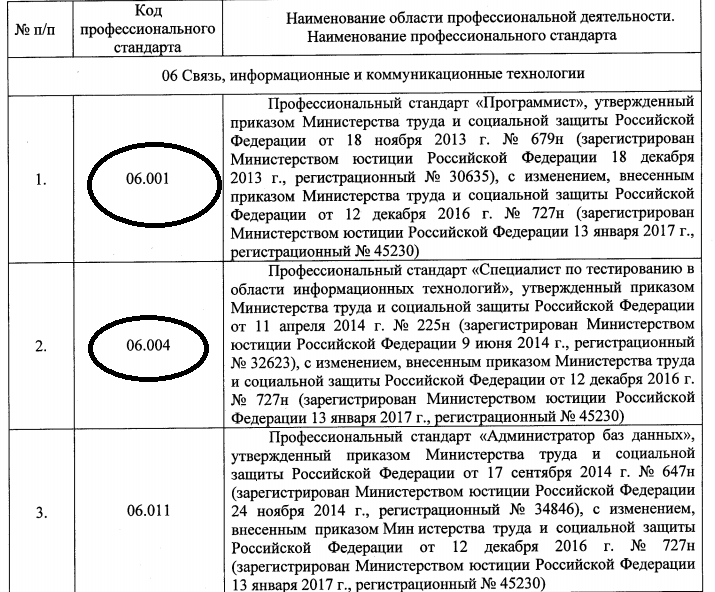 № п/п
Код
профессионального
стандарта
Наименование области профессиональной деятельности.
Наименование профессионального стандарта
06 Связь, информационные и коммуникационные технологии
1.
06.001
Профессиональный стандарт «Программист», утвержденный
приказом Министерства труда и социальной защиты Российской
Федерации от 18 ноября 2013 г. № 679н (зарегистрирован
Министерством юстиции Российской Федерации 18 декабря
2013 г., регистрационный № 30635), с изменением, внесенным
приказом Министерства труда и социальной защиты Российской
Федерации от 12 декабря 2016 г. № 727н (зарегистрирован
Министерством юстиции Российской Федерации 13 января 2017 г.,
регистрационный № 45230)
2.
06.004
Профессиональный стандарт «Специалист по тестированию в
области информационных технологий», утвержденный приказом
Министерства труда и социальной защиты Российской Федерации
от 11 апреля 2014 г. № 225н (зарегистрирован Министерством
юстиции Российской Федерации 9 июня 2014 г., регистрационный
№ 32623), с изменением, внесенным приказом Министерства труда
и социальной защиты Российской Федерации от 12 декабря 2016 г.
№ 727н (зарегистрирован Министерством юстиции Российской
Федерации 13 января 2017 г., регистрационный № 45230)
3.
06.011
Профессиональный стандарт «Администратор баз данных»,
утвержденный приказом Министерства труда и социальной
защиты Российской Федерации от 17 сентября 2014 г. № 647н
(зарегистрирован Министерством юстиции Российской Федерации
24 ноября 2014 г., регистрационный № 34846), с изменением,
внесенным приказом Мин истерства труда и социальной защиты
Российской Федерации от 12 декабря 2016 г. № 727н
(зарегистрирован Министерством юстиции Российской Федерации
13 января 2017 г., регистрационный № 45230)